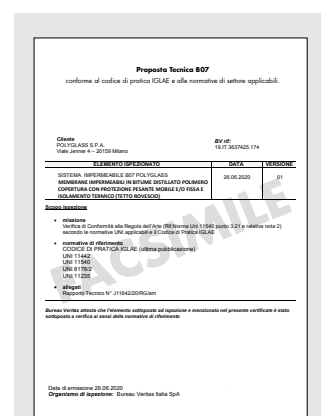 Proposta Tecnica B07
conforme al codice di pratica IGLAE e alle normative di settore applicabili.
Cliente
POLYGLASS S.P.A.
Viale Jenner 4 – 20159 Milano
BV rif:
19.IT.3637425.174
ELEMENTO ISPEZIONATO DATA VERSIONE
SISTEMA IMPERMEABILE B07 POLYGLASS
MEMBRANE IMPERMEABILI IN BITUME DISTILLATO POLIMERO
COPERTURA CON PROTEZIONE PESANTE MOBILE E/O FISSA E
ISOLAMENTO TERMICO (TETTO ROVESCIO)
26.06.2020 01
Scopo ispezione
• missione
Verifica di Conformità alla Regola dell'Arte (Rif.Norma Uni 11540 punto 3.21 e relativa nota 2)
secondo le normative UNI applicabili e il Codice di Pratica IGLAE
• normative di riferimento
CODICE DI PRATICA IGLAE (ultima pubblicazione)
UNI 11442
UNI 11540
UNI 8178/2
UNI 11235
• allegati
Rapporto Tecnico N° J11642/20/RG/am
FACSIMILE
Bureau Veritas attesta che l'elemento sottoposto ad ispezione e menzionato nel presente certificato è stato
sottoposto a verifica ai sensi delle normative di riferimento
Data di emissione 29.06.2020
Organismo di ispezione: Bureau Veritas Italia SpA